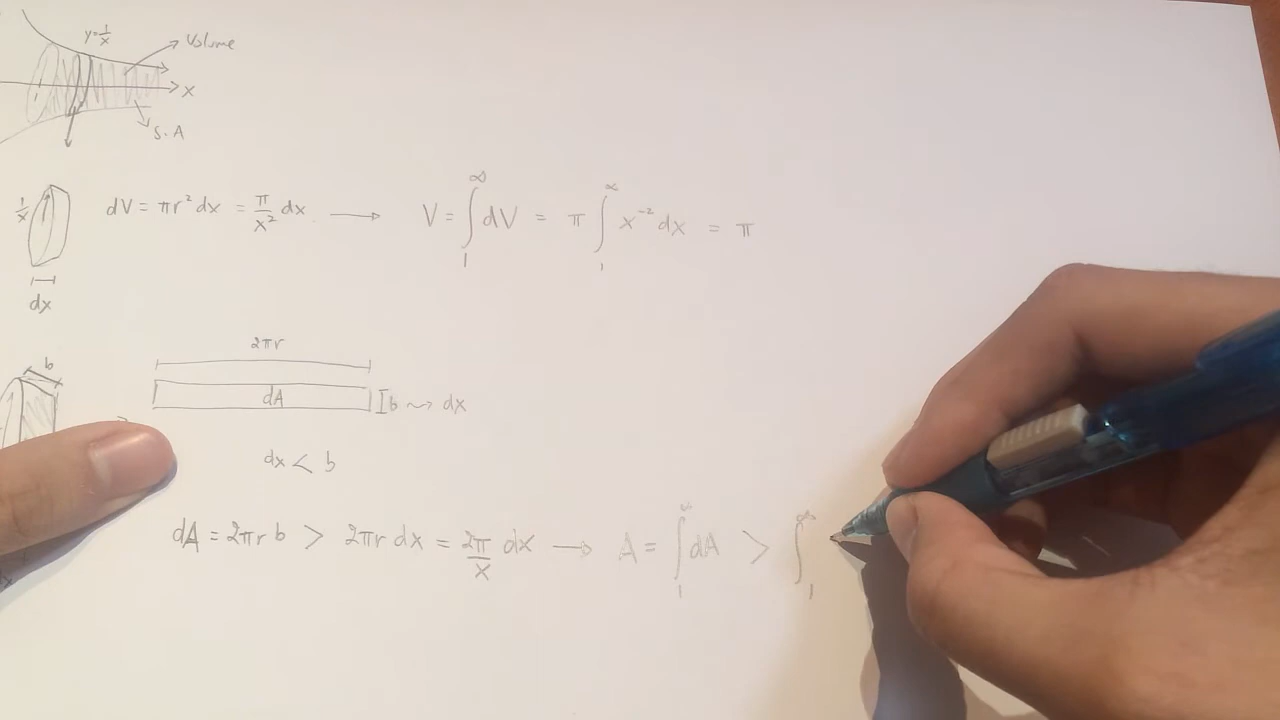 y=1/x
Volume
x
S.A
1/x
dx
dV = πr² dx = π/x² dx → V = ∫₁^∞ dV = π ∫₁^∞ x⁻² dx = π
2πr
b
dA
b ⇝ dx
dx < b
dA = 2πr b > 2πr dx = 2π/x dx → A = ∫₁^∞ dA > ∫₁^∞